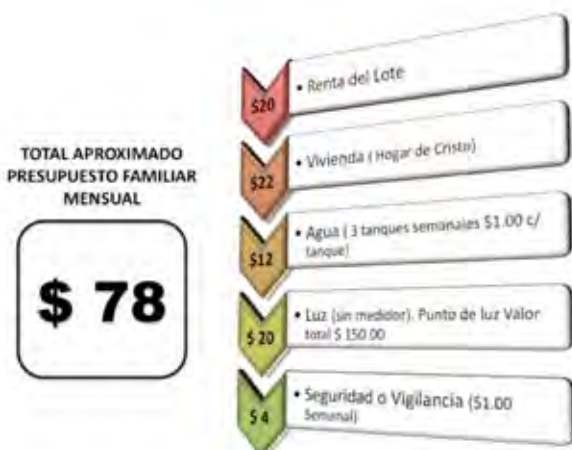 TOTAL APROXIMADO
PRESUPUESTO FAMILIAR
MENSUAL
$ 78
$20
• Renta del Lote
$22
• Vivienda ( Hogar de Cristo)
$12
• Agua ( 3 tanques semanales $1.00 c/
tanque)
$ 20
• Luz (sin medidor). Punto de luz Valor
total $ 150.00
$ 4
• Seguridad o Vigilancia ($1.00
Semanal)